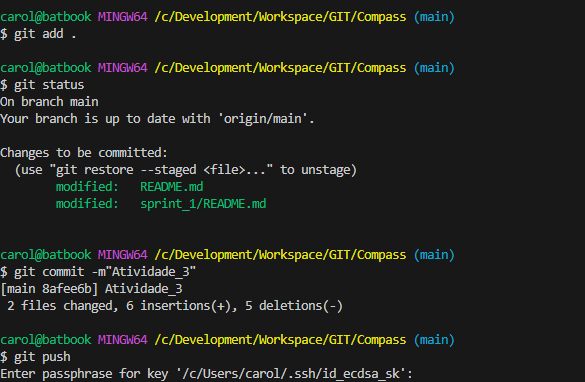 carol@batbook MINGW64 /c/Development/Workspace/GIT/Compass (main)
$ git add .
carol@batbook MINGW64 /c/Development/Workspace/GIT/Compass (main)
$ git status
On branch main
Your branch is up to date with 'origin/main'.
Changes to be committed:
  (use "git restore --staged <file>..." to unstage)
        modified:   README.md
        modified:   sprint_1/README.md
carol@batbook MINGW64 /c/Development/Workspace/GIT/Compass (main)
$ git commit -m"Atividade_3"
[main 8afee6b] Atividade_3
 2 files changed, 6 insertions(+), 5 deletions(-)
carol@batbook MINGW64 /c/Development/Workspace/GIT/Compass (main)
$ git push
Enter passphrase for key '/c/Users/carol/.ssh/id_ecdsa_sk':